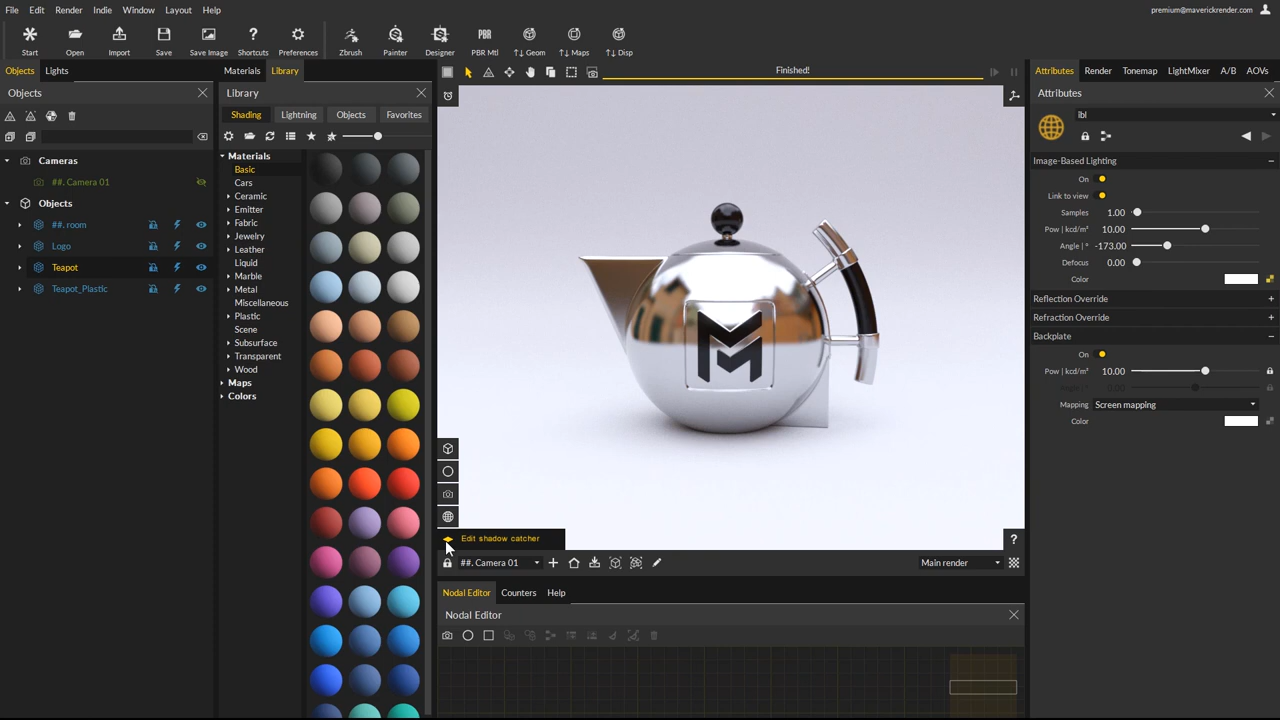 File Edit Render Indie Window Layout Help
premium@maverickrender.com
Start Open Import Save Save Image Shortcuts Preferences Zbrush Painter Designer PBR Mtl ↑↓ Geom ↑↓ Maps ↑↓ Disp
PBR
Objects Lights
Materials Library
Finished!
Attributes Render Tonemap LightMixer A/B AOVs
Objects
Library
Attributes
Shading Lightning Objects Favorites
ibl
Cameras
##. Camera 01
Objects
##. room
Logo
Teapot
Teapot_Plastic
Materials
Basic
Cars
Ceramic
Emitter
Fabric
Jewelry
Leather
Liquid
Marble
Metal
Miscellaneous
Plastic
Scene
Subsurface
Transparent
Wood
Maps
Colors
Image-Based Lighting
On
Link to view
Samples 1.00
Pow | kcd/m² 10.00
Angle | ° -173.00
Defocus 0.00
Color
Reflection Override
Refraction Override
Backplate
On
Pow | kcd/m² 10.00
Angle | ° 0.00
Mapping Screen mapping
Color
Edit shadow catcher
?
##. Camera 01
Main render
Nodal Editor Counters Help
Nodal Editor